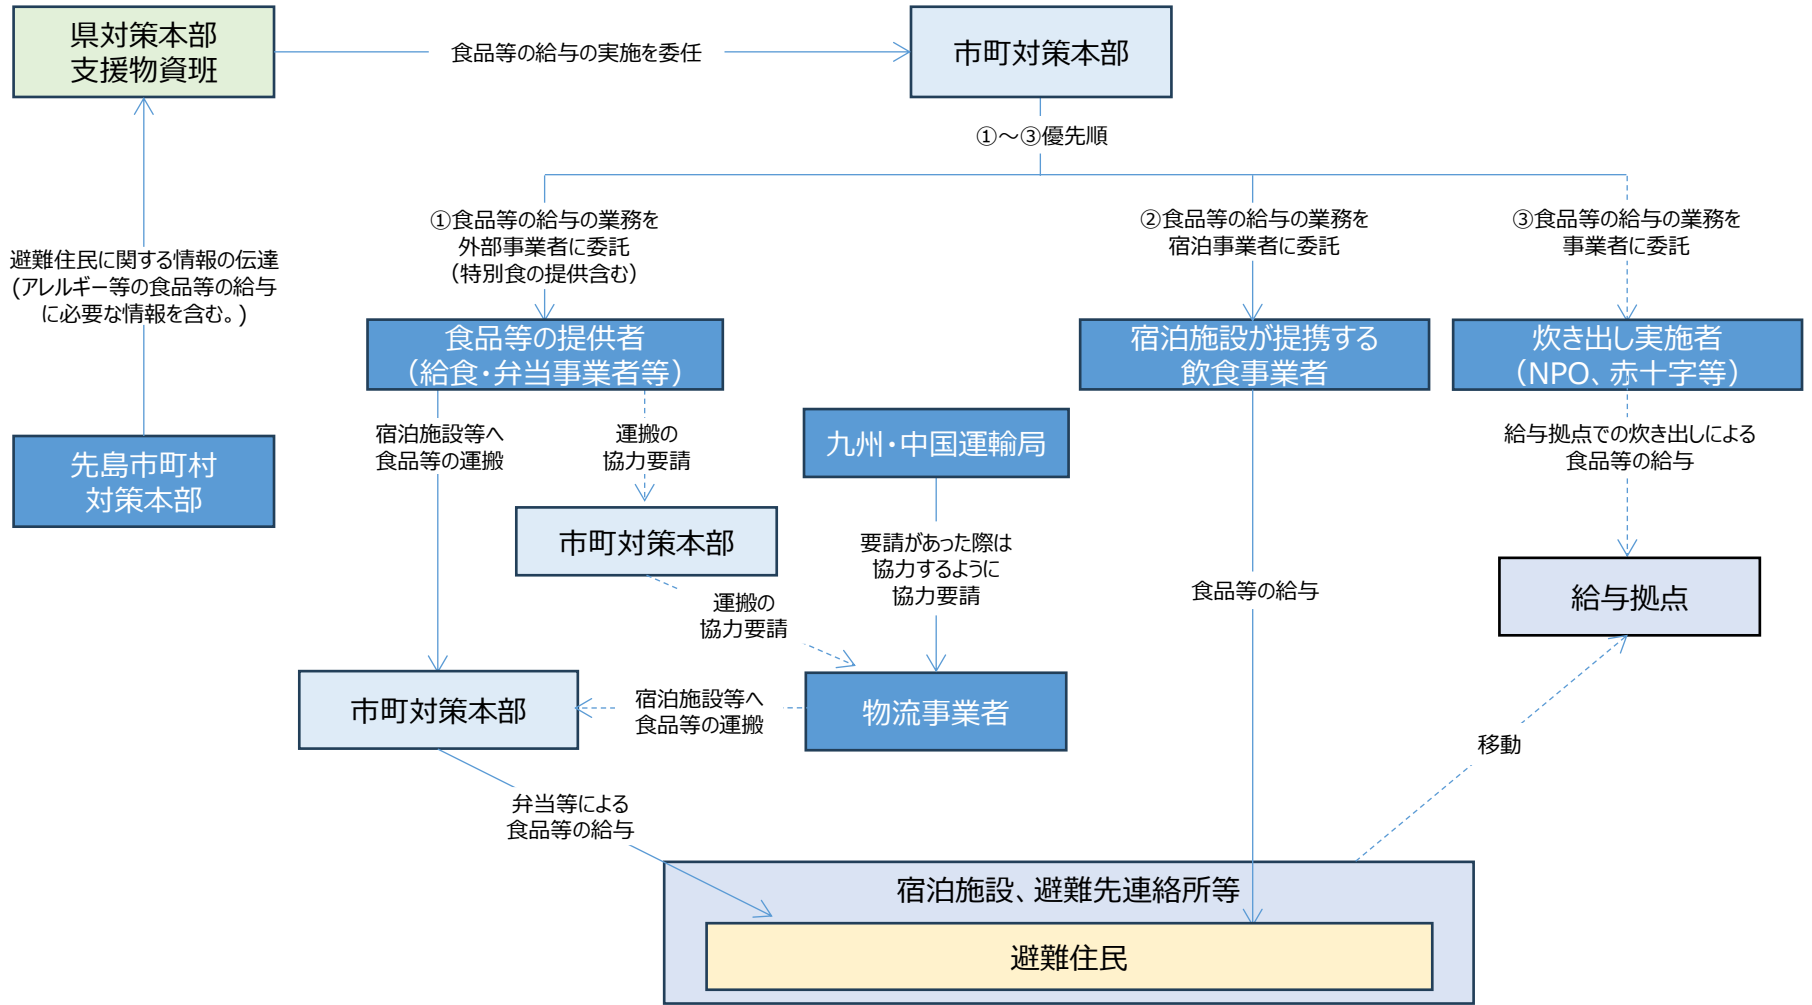 県対策本部
支援物資班
食品等の給与の実施を委任
市町対策本部
①～③優先順
①食品等の給与の業務を
外部事業者に委託
（特別食の提供含む）
②食品等の給与の業務を
宿泊事業者に委託
③食品等の給与の業務を
事業者に委託
避難住民に関する情報の伝達
(アレルギー等の食品等の給与
に必要な情報を含む。)
食品等の提供者
（給食・弁当事業者等）
宿泊施設が提携する
飲食事業者
炊き出し実施者
（NPO、赤十字等）
先島市町村
対策本部
宿泊施設等へ
食品等の運搬
運搬の
協力要請
九州・中国運輸局
給与拠点での炊き出しによる
食品等の給与
市町対策本部
要請があった際は
協力するように
協力要請
食品等の給与
給与拠点
運搬の
協力要請
市町対策本部
宿泊施設等へ
食品等の運搬
物流事業者
移動
弁当等による
食品等の給与
宿泊施設、避難先連絡所等
避難住民